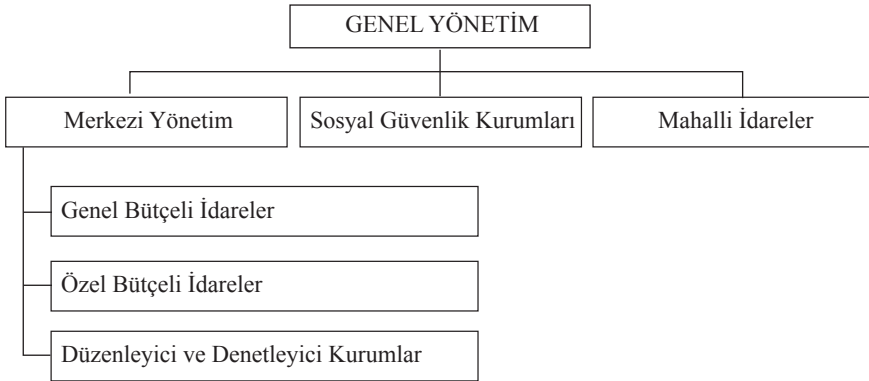 GENEL YÖNETİM
Merkezi Yönetim
Sosyal Güvenlik Kurumları
Mahalli İdareler
Genel Bütçeli İdareler
Özel Bütçeli İdareler
Düzenleyici ve Denetleyici Kurumlar